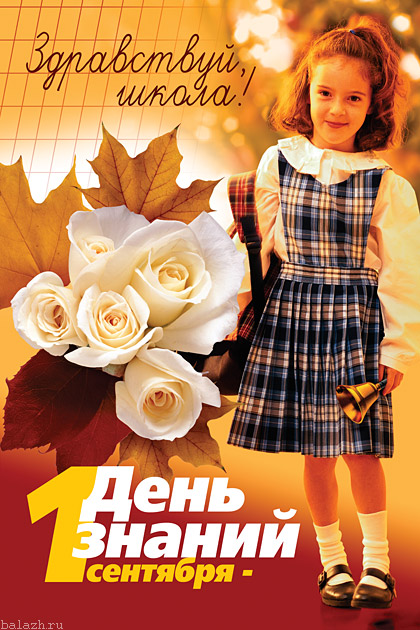 Здравствуй,
школа!
День
1 знаний
сентября -
balazh.ru